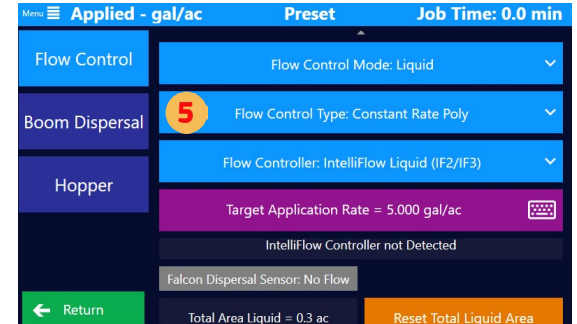 Menu Applied - gal/ac Preset Job Time: 0.0 min
Flow Control
Flow Control Mode: Liquid
Boom Dispersal
5 Flow Control Type: Constant Rate Poly
Flow Controller: IntelliFlow Liquid (IF2/IF3)
Hopper
Target Application Rate = 5.000 gal/ac
IntelliFlow Controller not Detected
Falcon Dispersal Sensor: No Flow
Return
Total Area Liquid = 0.3 ac
Reset Total Liquid Area